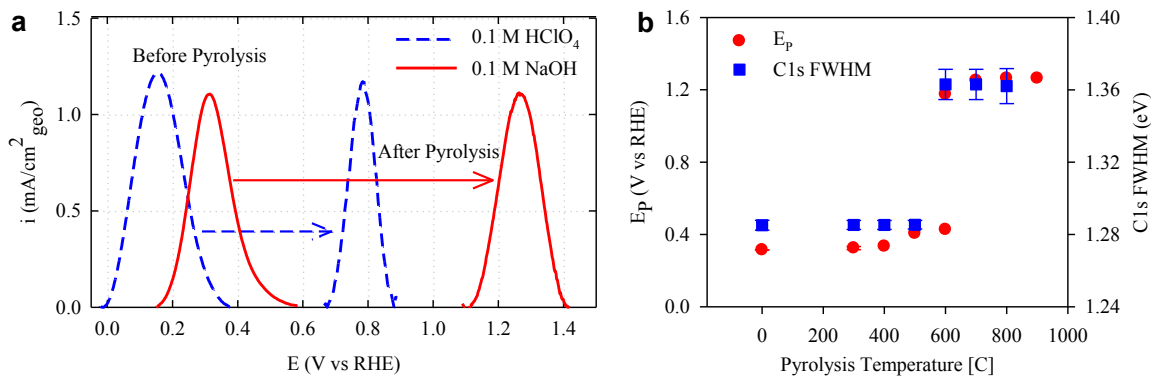 a
1.5
1.0
0.5
0.0
i (mA/cm²geo)
Before Pyrolysis
0.1 M HClO₄
0.1 M NaOH
After Pyrolysis
0.0 0.2 0.4 0.6 0.8 1.0 1.2 1.4
E (V vs RHE)
b
1.6
1.2
0.8
0.4
0.0
EP (V vs RHE)
EP
C1s FWHM
1.40
1.36
1.32
1.28
1.24
C1s FWHM (eV)
0 200 400 600 800 1000
Pyrolysis Temperature [C]